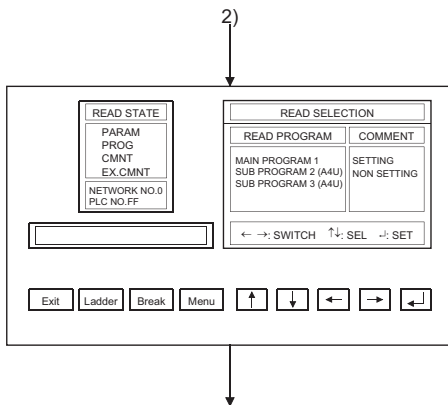 2)
READ STATE
PARAM
PROG
CMNT
EX.CMNT
NETWORK NO.0
PLC NO.FF
READ SELECTION
READ PROGRAM COMMENT
MAIN PROGRAM 1 SETTING
SUB PROGRAM 2 (A4U) NON SETTING
SUB PROGRAM 3 (A4U)
← →: SWITCH ↑↓: SEL ↵: SET
Exit Ladder Break Menu ↑ ↓ ← → ↵